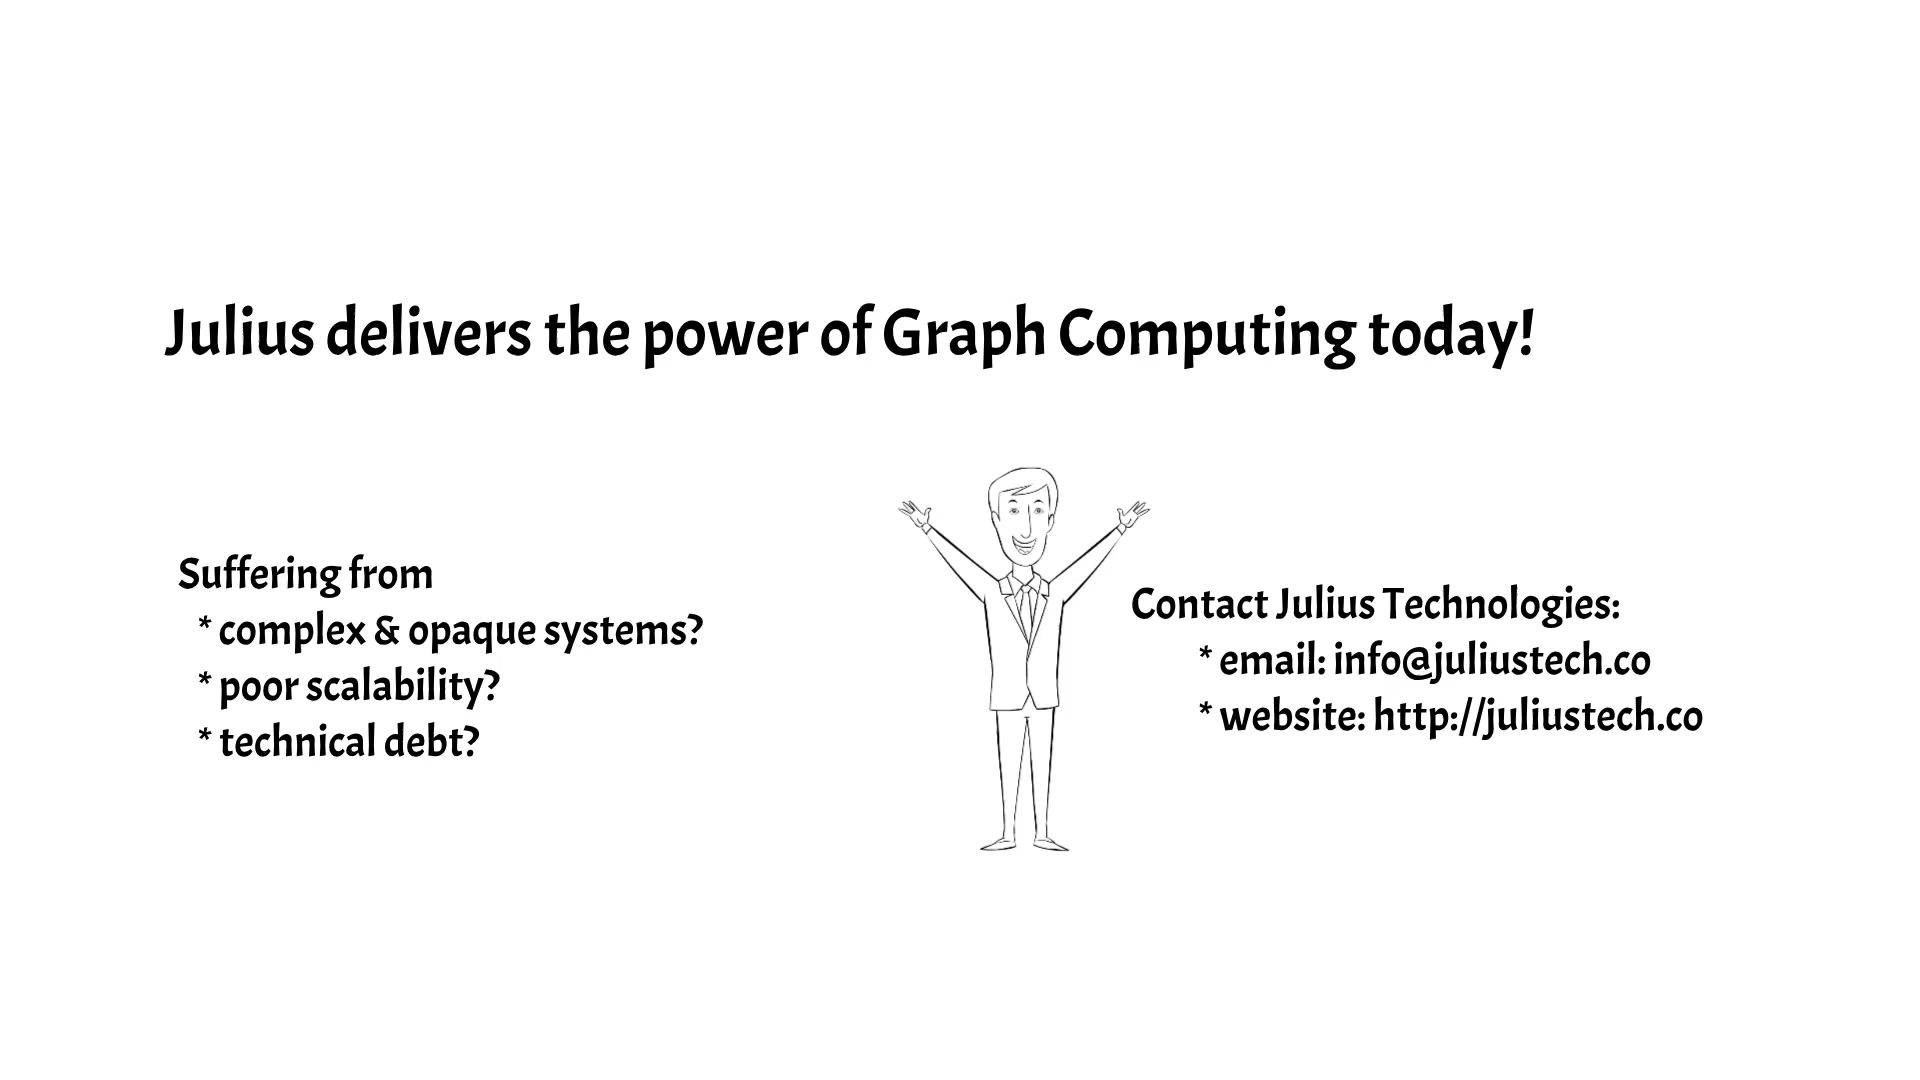 Julius delivers the power of Graph Computing today!
Suffering from
* complex & opaque systems?
* poor scalability?
* technical debt?
Contact Julius Technologies:
* email: info@juliustech.co
* website: http://juliustech.co